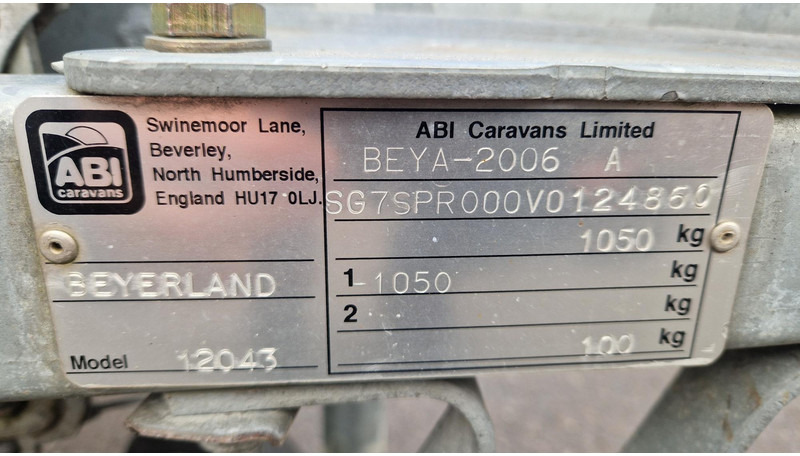 ABI
caravans
Swinemoor Lane,
Beverley,
North Humberside,
England HU17 0LJ.
ABI Caravans Limited
BEYA-2006 A
SG7SPR000V0124860
1050 kg
1 -1050 kg
2 kg
100 kg
BEYERLAND
Model 12043